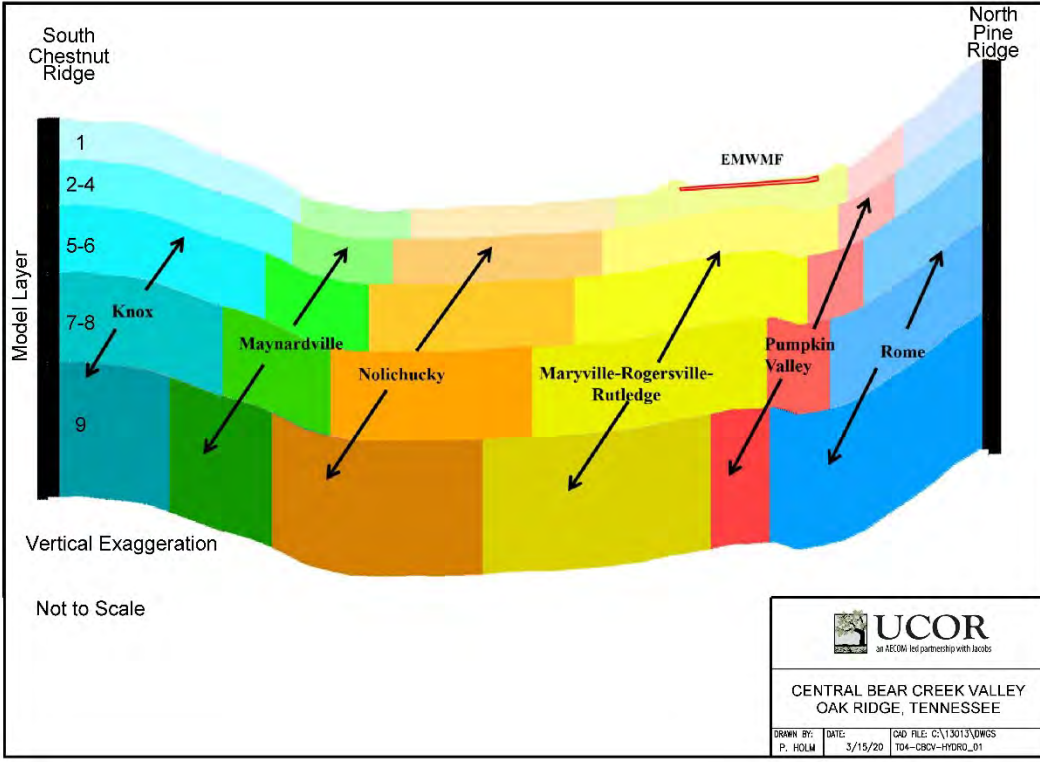 South
Chestnut
Ridge
North
Pine
Ridge
Model Layer
1
2-4
5-6
7-8
9
EMWMF
Knox
Maynardville
Nolichucky
Maryville-Rogersville-
Rutledge
Pumpkin
Valley
Rome
Vertical Exaggeration
Not to Scale
UCOR
an AECOM-led partnership with Jacobs
CENTRAL BEAR CREEK VALLEY
OAK RIDGE, TENNESSEE
DRAWN BY:
P. HOLM
DATE:
3/15/20
CAD FILE: C:\13013\DWGS
T04-CBCV-HYDRO_01